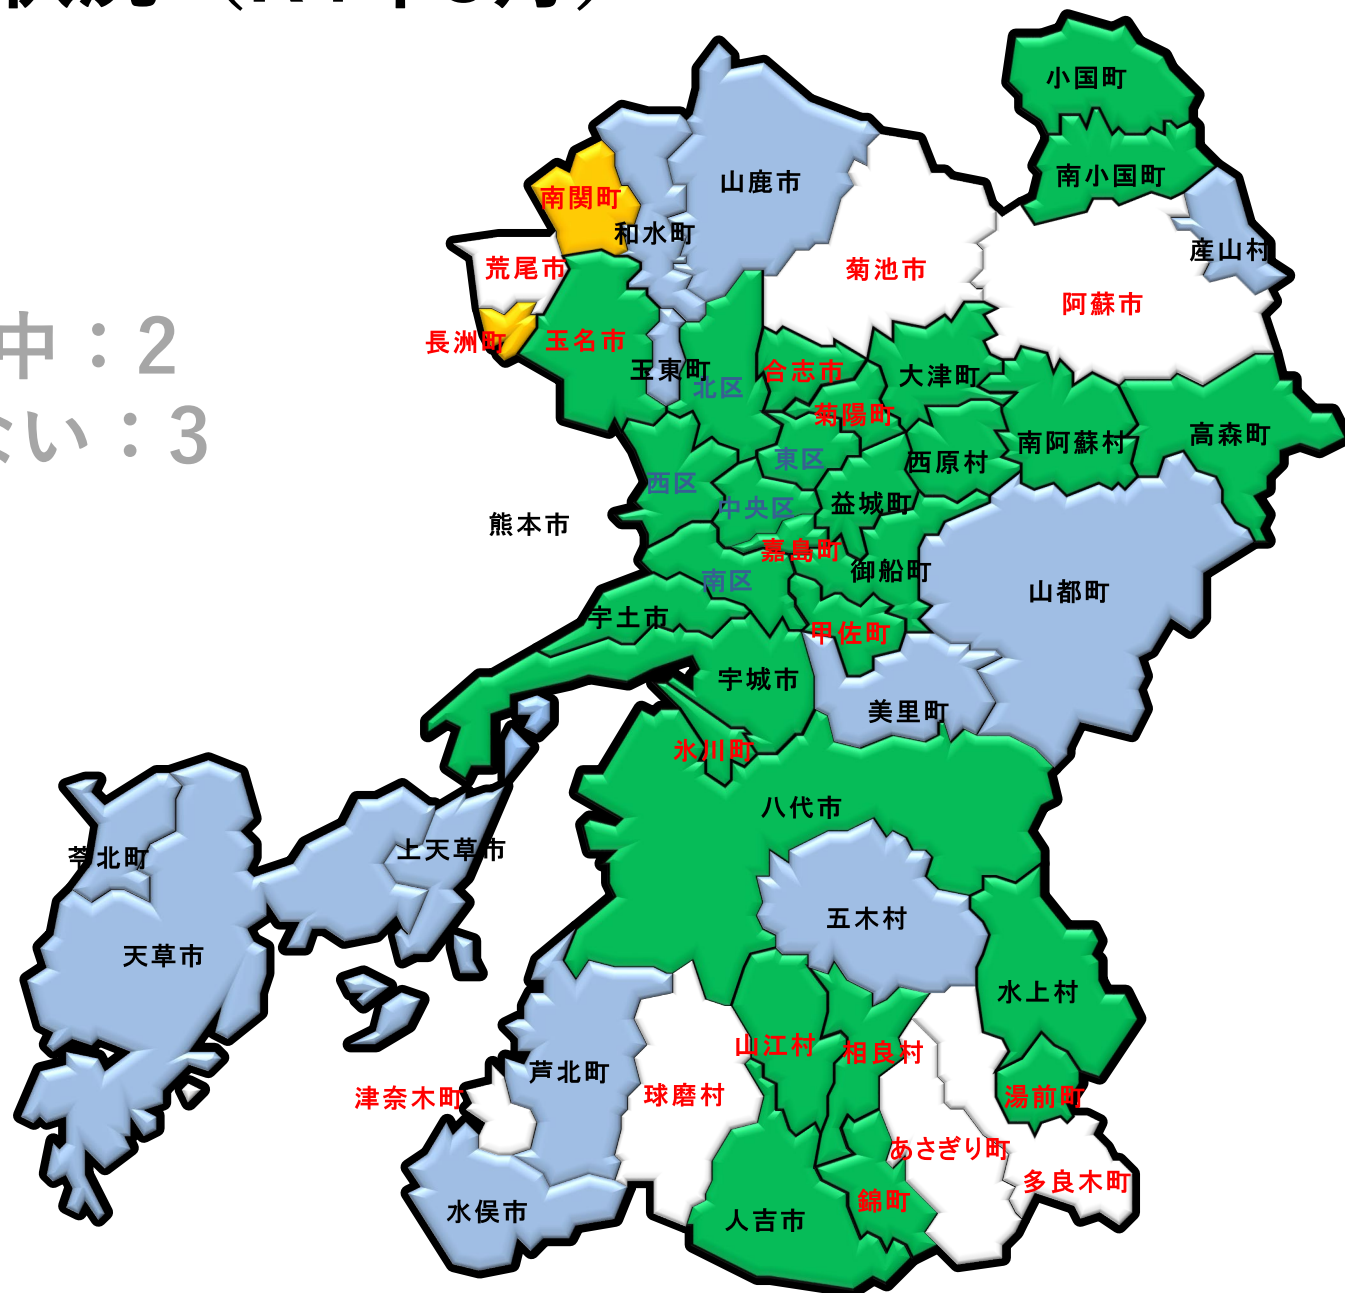 小国町
南小国町
山鹿市
南関町
和水町
産山村
荒尾市
菊池市
阿蘇市
中：2
長洲町
玉名市
玉東町
合志市
大津町
北区
ない：3
菊陽町
高森町
南阿蘇村
東区
西原村
西区
中央区
益城町
熊本市
嘉島町
御船町
南区
山都町
宇土市
甲佐町
宇城市
美里町
氷川町
八代市
上天草市
苓北町
五木村
天草市
水上村
山江村
相良村
芦北町
球磨村
津奈木町
湯前町
あさぎり町
多良木町
錦町
水俣市
人吉市